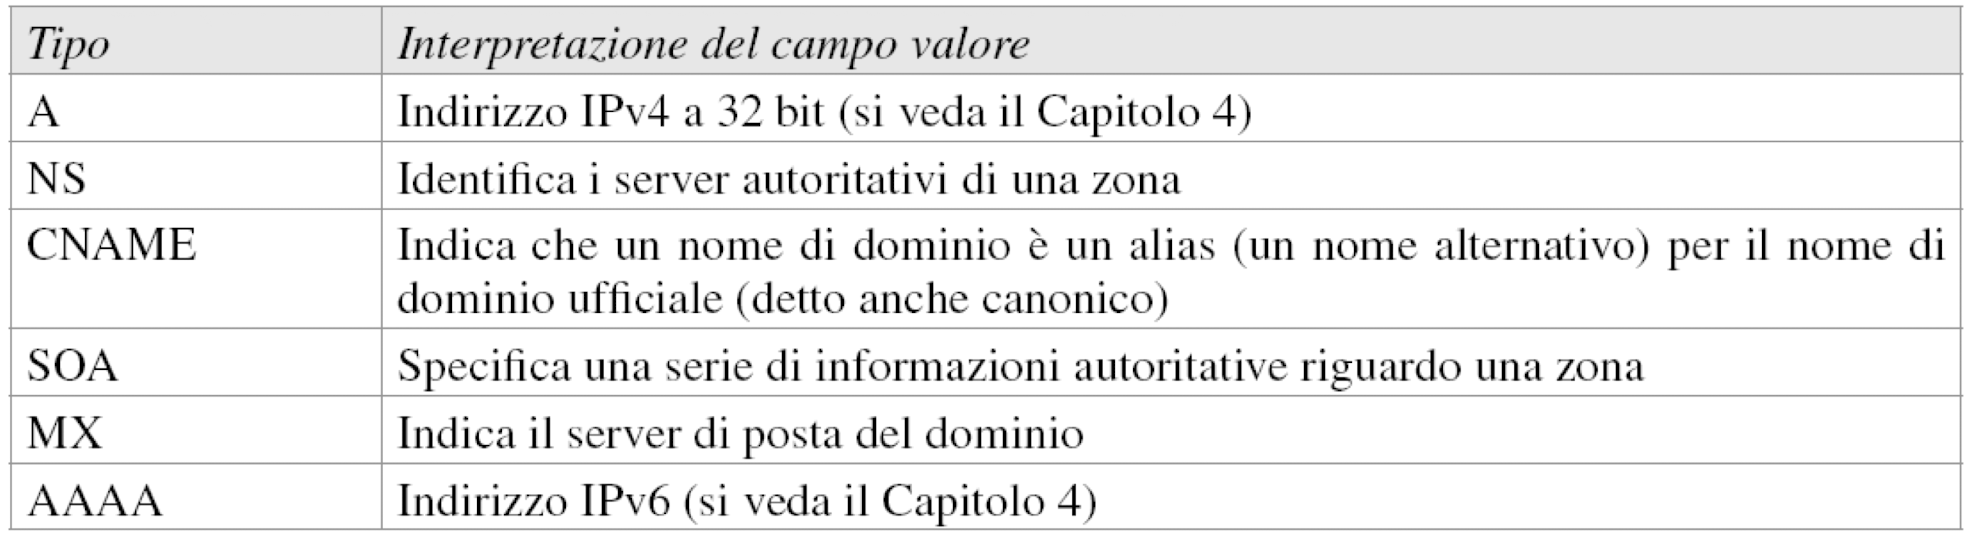 Tipo Interpretazione del campo valore
A Indirizzo IPv4 a 32 bit (si veda il Capitolo 4)
NS Identifica i server autoritativi di una zona
CNAME Indica che un nome di dominio è un alias (un nome alternativo) per il nome di
dominio ufficiale (detto anche canonico)
SOA Specifica una serie di informazioni autoritative riguardo una zona
MX Indica il server di posta del dominio
AAAA Indirizzo IPv6 (si veda il Capitolo 4)